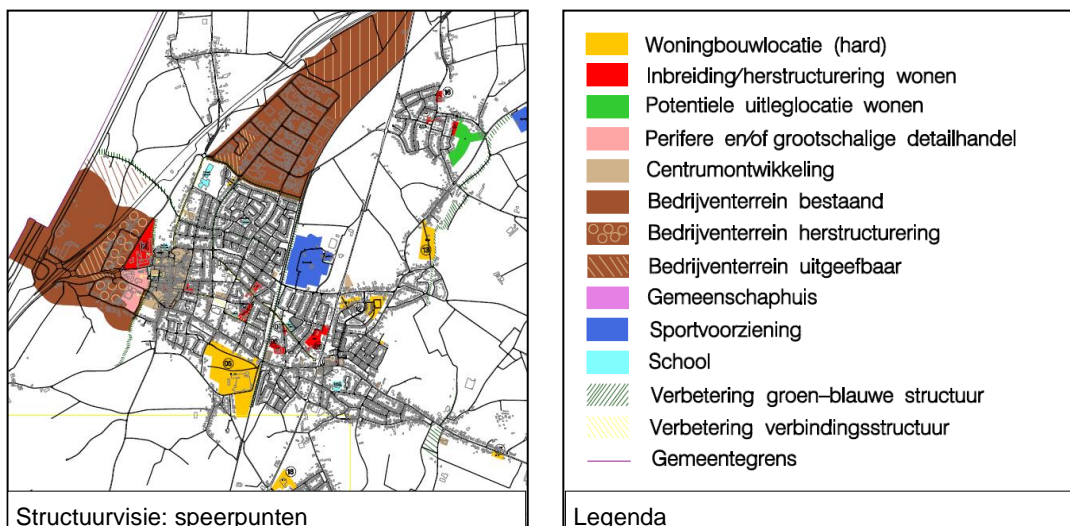 Woningbouwlocatie (hard)
Inbreiding/herstructurering wonen
Potentiele uitleglocatie wonen
Perifere en/of grootschalige detailhandel
Centrumontwikkeling
Bedrijventerrein bestaand
Bedrijventerrein herstructurering
Bedrijventerrein uitgeefbaar
Gemeenschaphuis
Sportvoorziening
School
Verbetering groen-blauwe structuur
Verbetering verbindingsstructuur
Gemeentegrens
Structuurvisie: speerpunten
Legenda